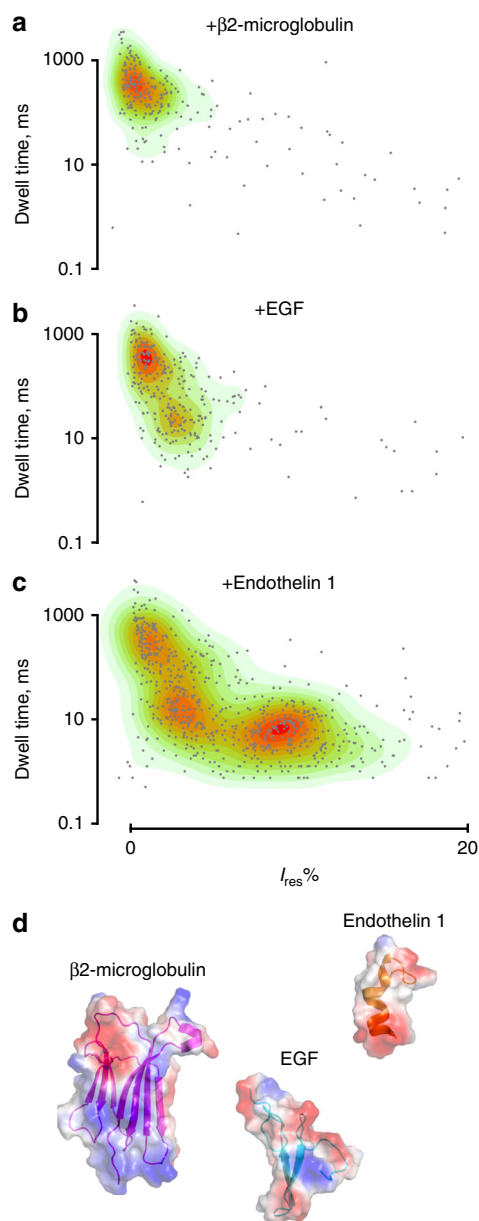 a
+β2-microglobulin
1000
10
0.1
Dwell time, ms
b
+EGF
1000
10
0.1
Dwell time, ms
c
+Endothelin 1
1000
10
0.1
Dwell time, ms
0
20
Ires%
d
Endothelin 1
β2-microglobulin
EGF